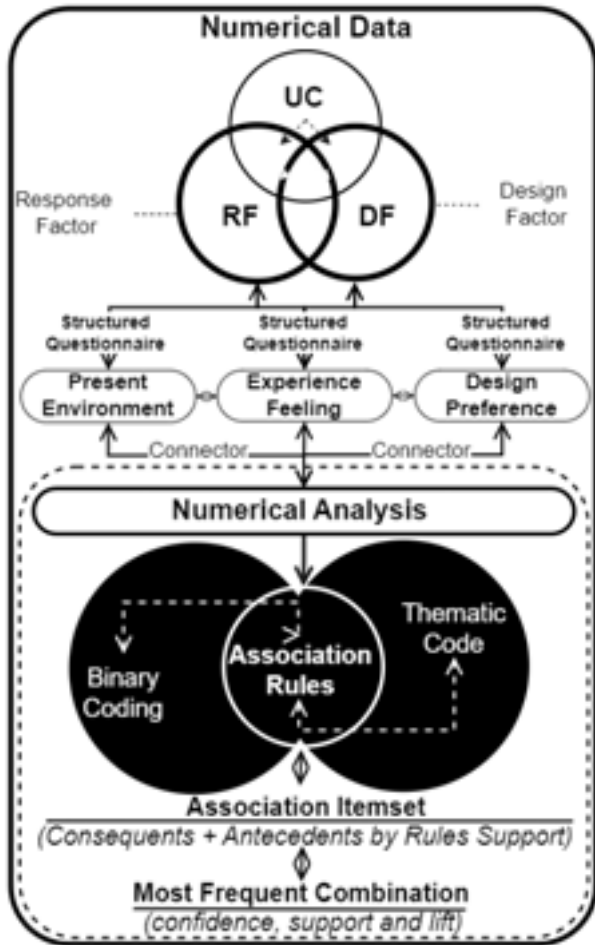 Numerical Data
UC
Response
Factor
RF
DF
Design
Factor
Structured
Questionnaire
Structured
Questionnaire
Structured
Questionnaire
Present
Environment
Experience
Feeling
Design
Preference
Connector
Connector
Numerical Analysis
Binary
Coding
Association
Rules
Thematic
Code
Association Itemset
(Consequents + Antecedents by Rules Support)
Most Frequent Combination
(confidence, support and lift)